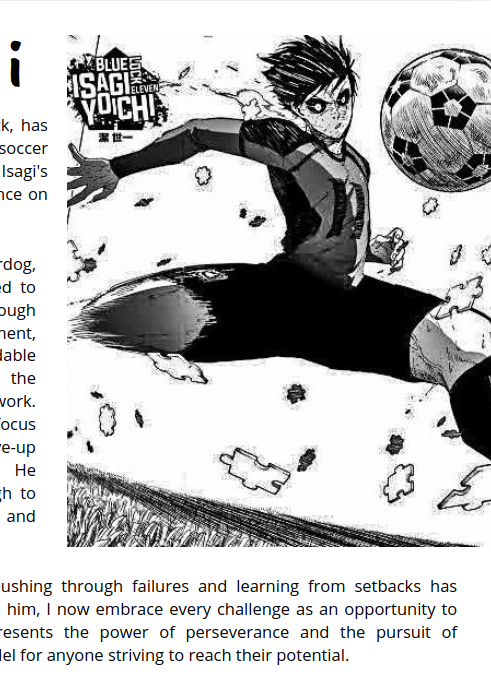 i
BLUE
LOCK
ISAGI
ELEVEN
YOICHI
潔 世一
ck, has
soccer
Isagi's
nce on
rdog,
ed to
ough
ment,
dable
the
work.
focus
ve-up
He
gh to
and
pushing through failures and learning from setbacks has
him, I now embrace every challenge as an opportunity to
resents the power of perseverance and the pursuit of
del for anyone striving to reach their potential.